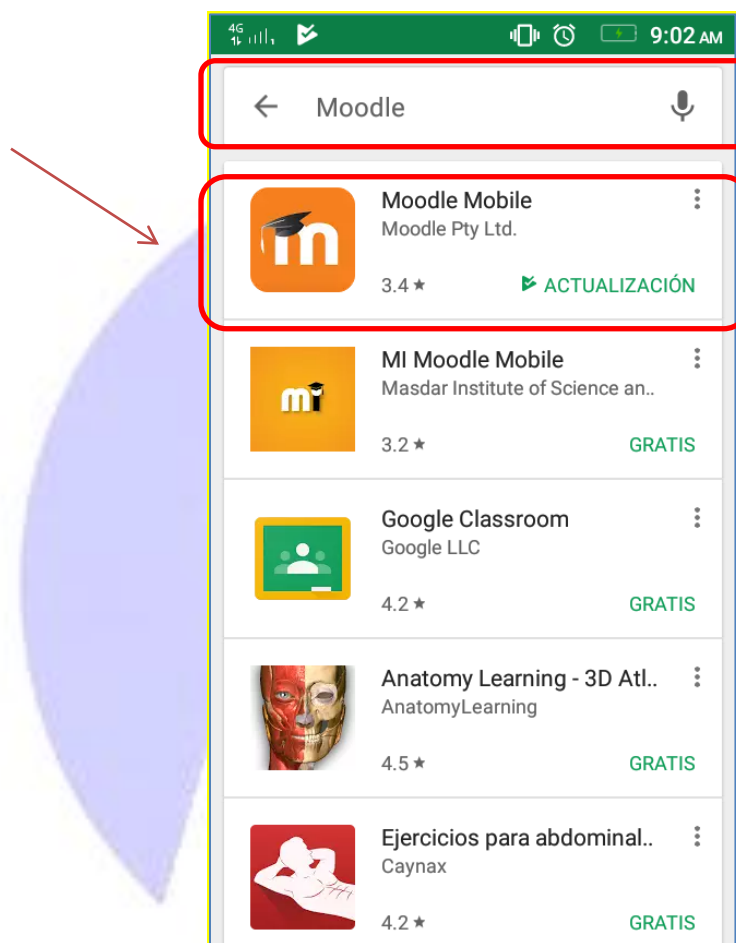 4G 9:02 AM
Moodle
m
Moodle Mobile
Moodle Pty Ltd.
3.4 ACTUALIZACIÓN
mi
MI Moodle Mobile
Masdar Institute of Science an..
3.2 GRATIS
Google Classroom
Google LLC
4.2 GRATIS
Anatomy Learning - 3D Atl..
AnatomyLearning
4.5 GRATIS
Ejercicios para abdominal..
Caynax
4.2 GRATIS